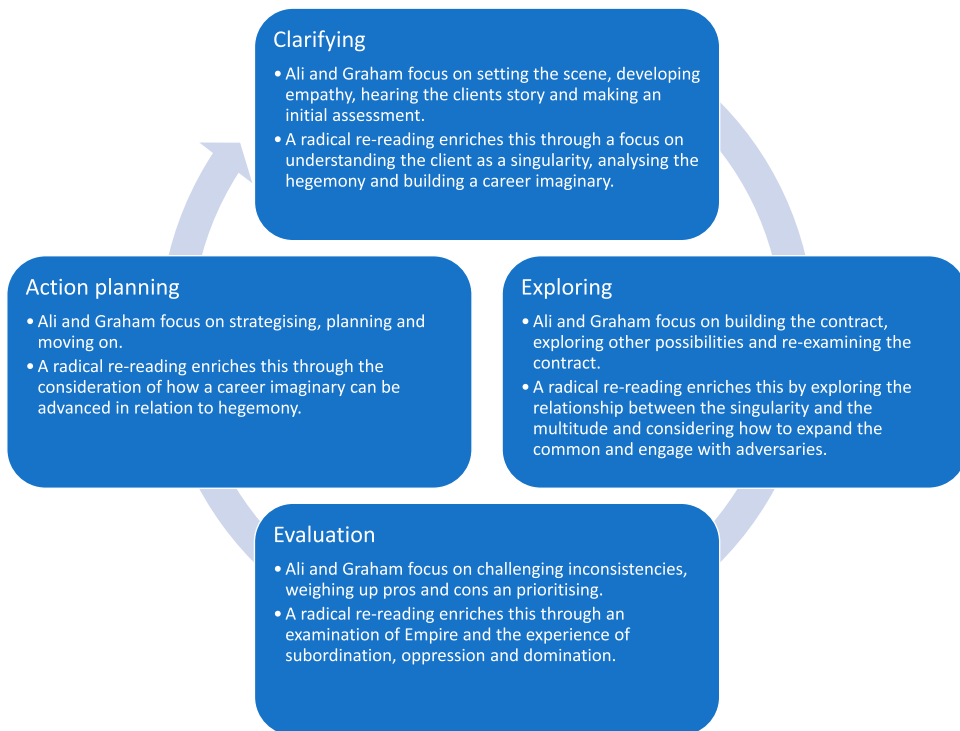 Clarifying
• Ali and Graham focus on setting the scene, developing
empathy, hearing the clients story and making an
initial assessment.
• A radical re-reading enriches this through a focus on
understanding the client as a singularity, analysing the
hegemony and building a career imaginary.
Exploring
• Ali and Graham focus on building the contract,
exploring other possibilities and re-examining the
contract.
• A radical re-reading enriches this by exploring the
relationship between the singularity and the
multitude and considering how to expand the
common and engage with adversaries.
Evaluation
• Ali and Graham focus on challenging inconsistencies,
weighing up pros and cons an prioritising.
• A radical re-reading enriches this through an
examination of Empire and the experience of
subordination, oppression and domination.
Action planning
• Ali and Graham focus on strategising, planning and
moving on.
• A radical re-reading enriches this through the
consideration of how a career imaginary can be
advanced in relation to hegemony.